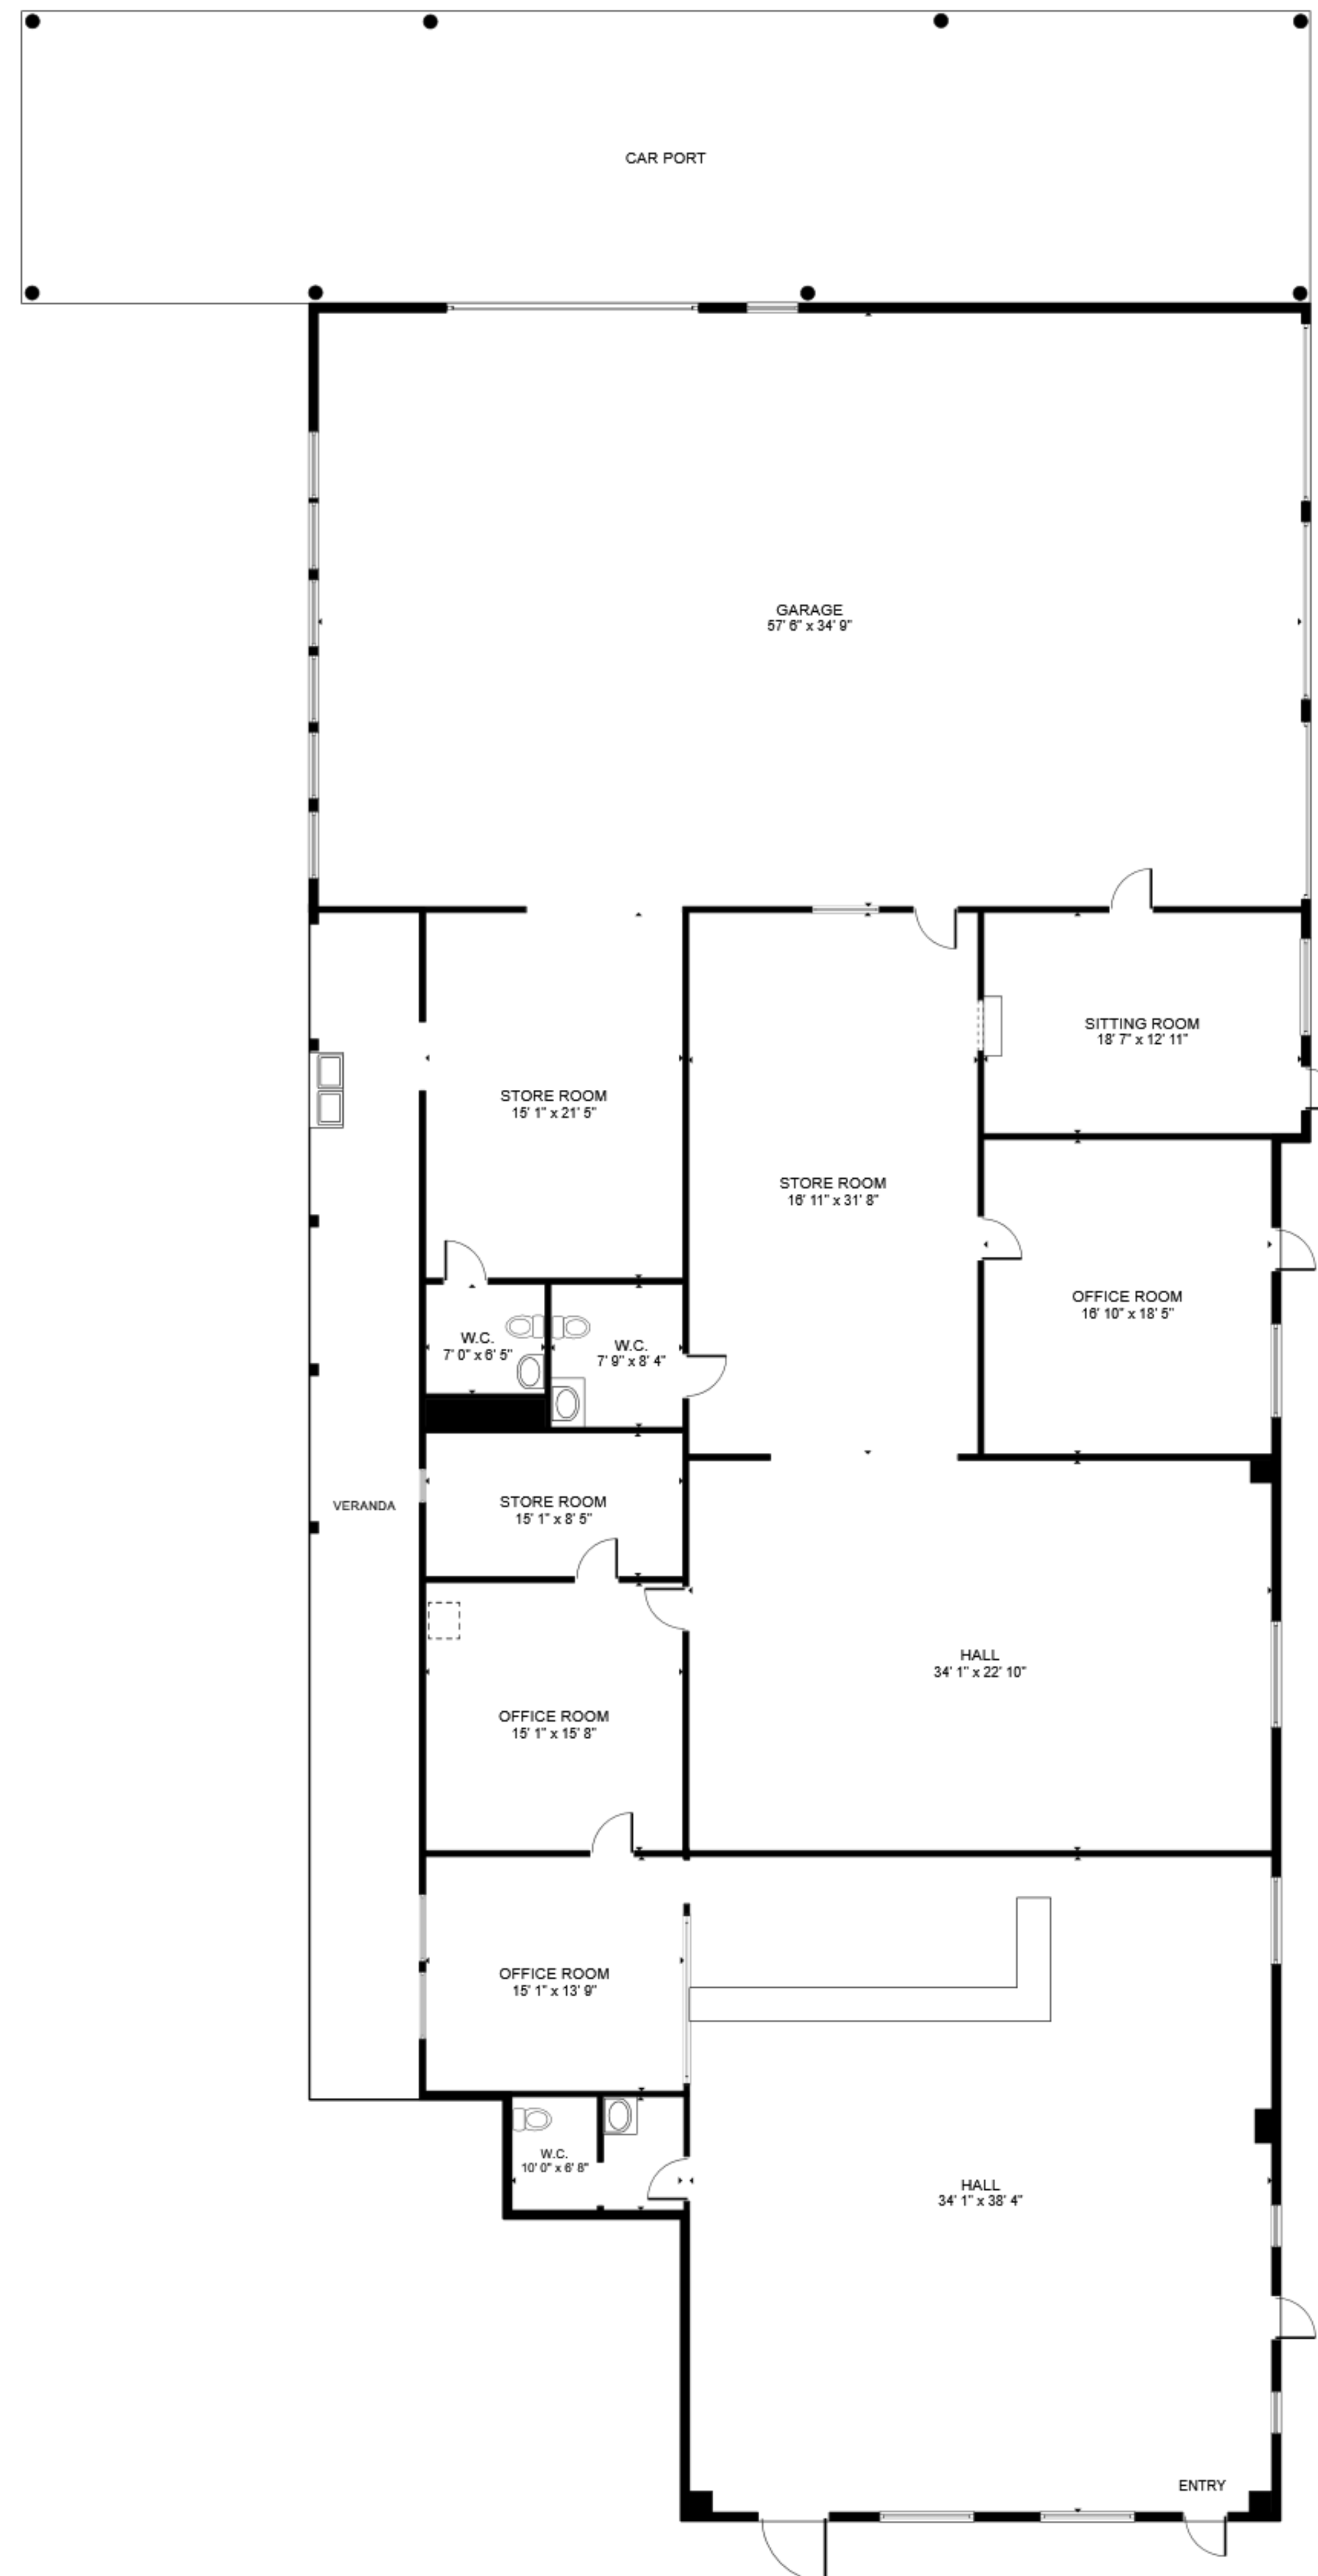 CAR PORT
GARAGE
57' 6" x 34' 9"
SITTING ROOM
18' 7" x 12' 11"
STORE ROOM
15' 1" x 21' 5"
STORE ROOM
16' 11" x 31' 8"
OFFICE ROOM
16' 10" x 18' 5"
W.C.
7' 0" x 6' 5"
W.C.
7' 9" x 8' 4"
VERANDA
STORE ROOM
15' 1" x 8' 5"
HALL
34' 1" x 22' 10"
OFFICE ROOM
15' 1" x 15' 8"
OFFICE ROOM
15' 1" x 13' 9"
W.C.
10' 0" x 6' 8"
HALL
34' 1" x 38' 4"
ENTRY